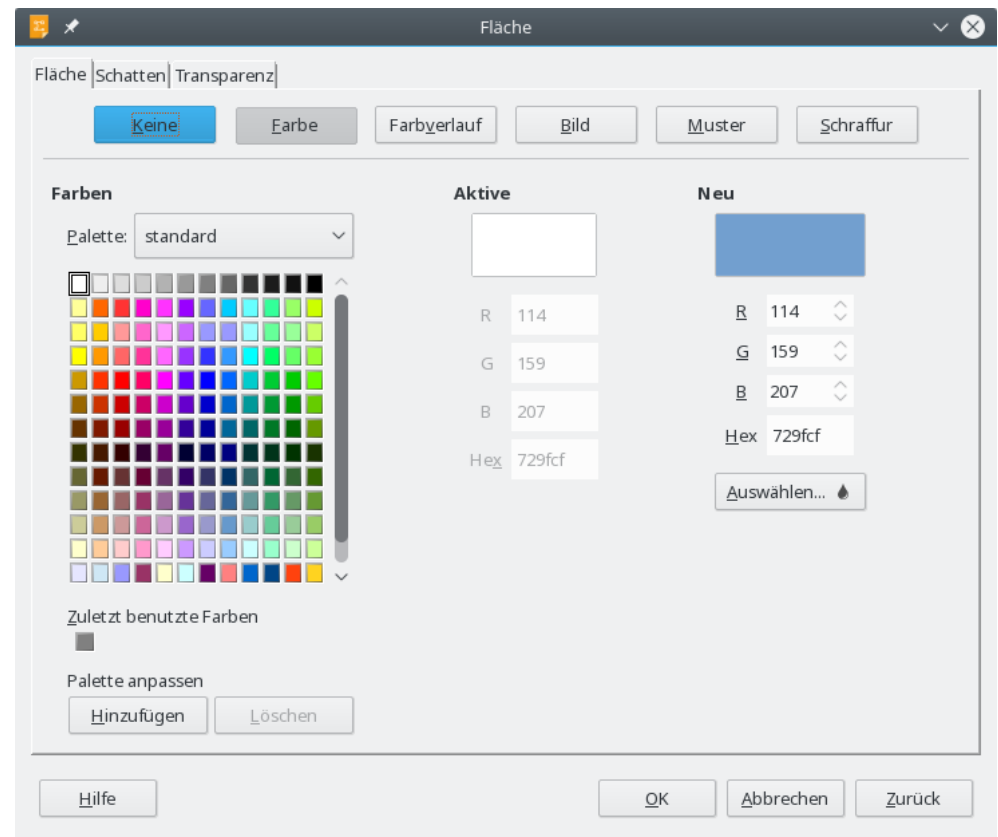 Fläche
Fläche Schatten Transparenz
Keine Farbe Farbverlauf Bild Muster Schraffur
Farben Aktive Neu
Palette: standard
R 114 R 114
G 159 G 159
B 207 B 207
Hex 729fcf Hex 729fcf
Auswählen...
Zuletzt benutzte Farben
Palette anpassen
Hinzufügen Löschen
Hilfe OK Abbrechen Zurück